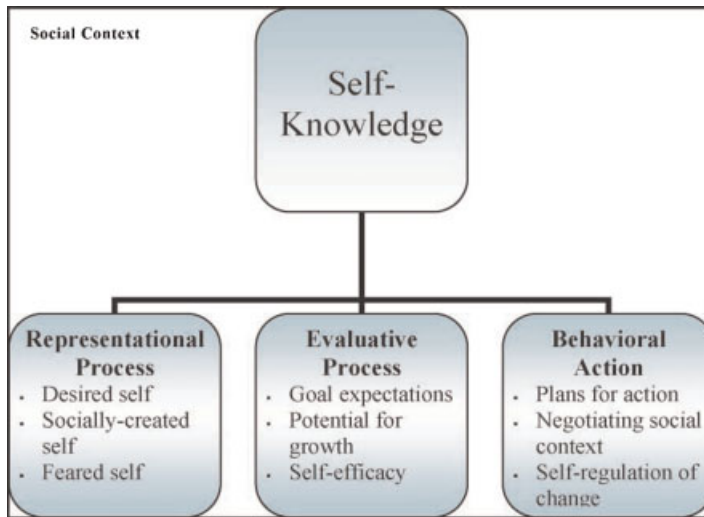 Social Context
Self-
Knowledge
Representational
Process
• Desired self
• Socially-created
self
• Feared self
Evaluative
Process
• Goal expectations
• Potential for
growth
• Self-efficacy
Behavioral
Action
• Plans for action
• Negotiating social
context
• Self-regulation of
change